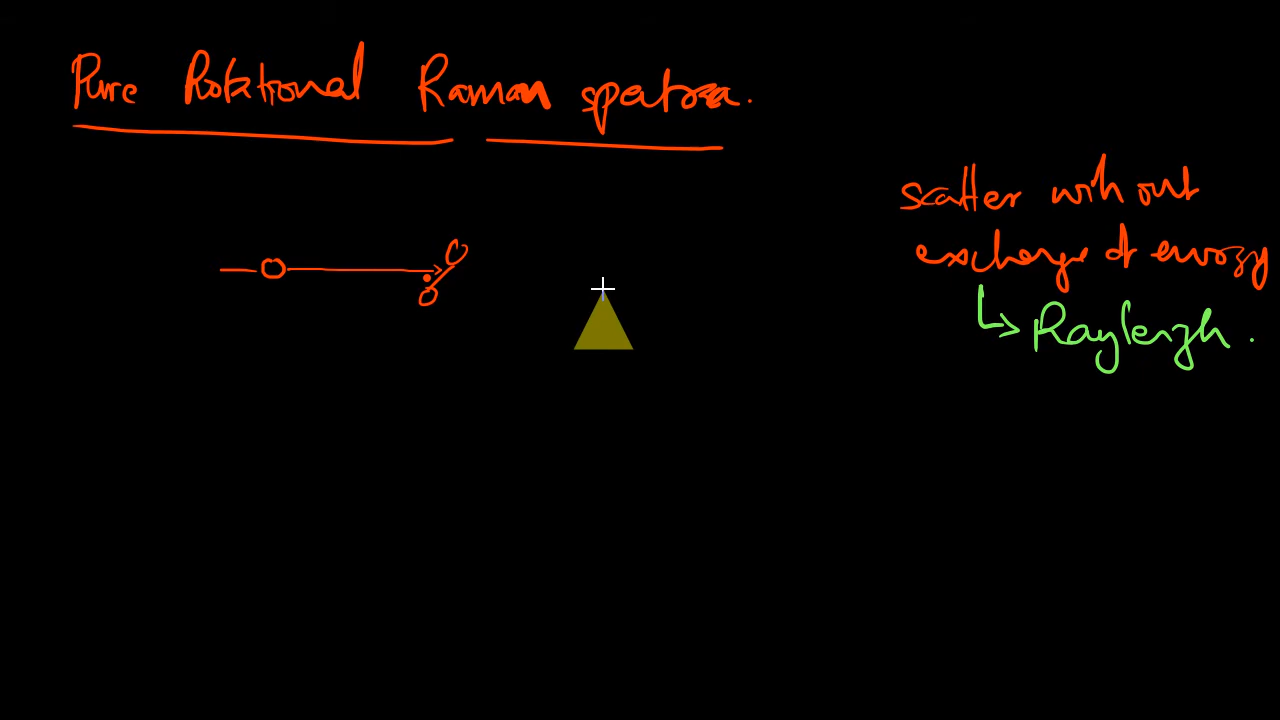 Pure Rotational Raman spectra.
scatter without
exchange of energy
↳ Rayleigh.